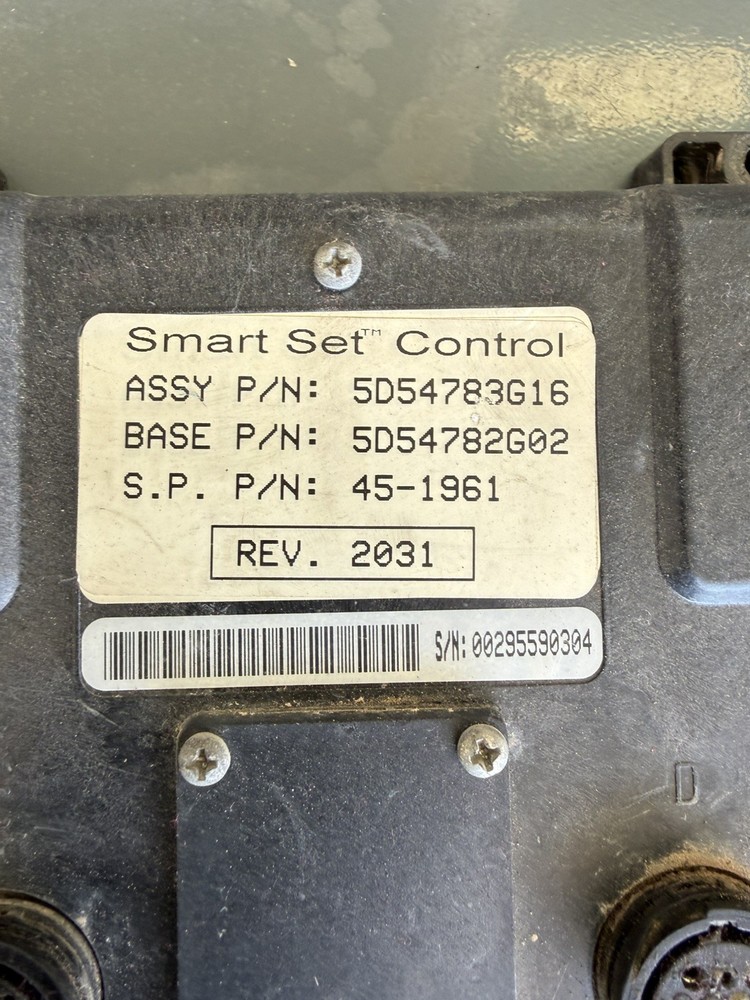 Smart Set™ Control
ASSY P/N: 5D54783G16
BASE P/N: 5D54782G02
S.P. P/N: 45-1961
REV. 2031
S/N: 00295590304
D